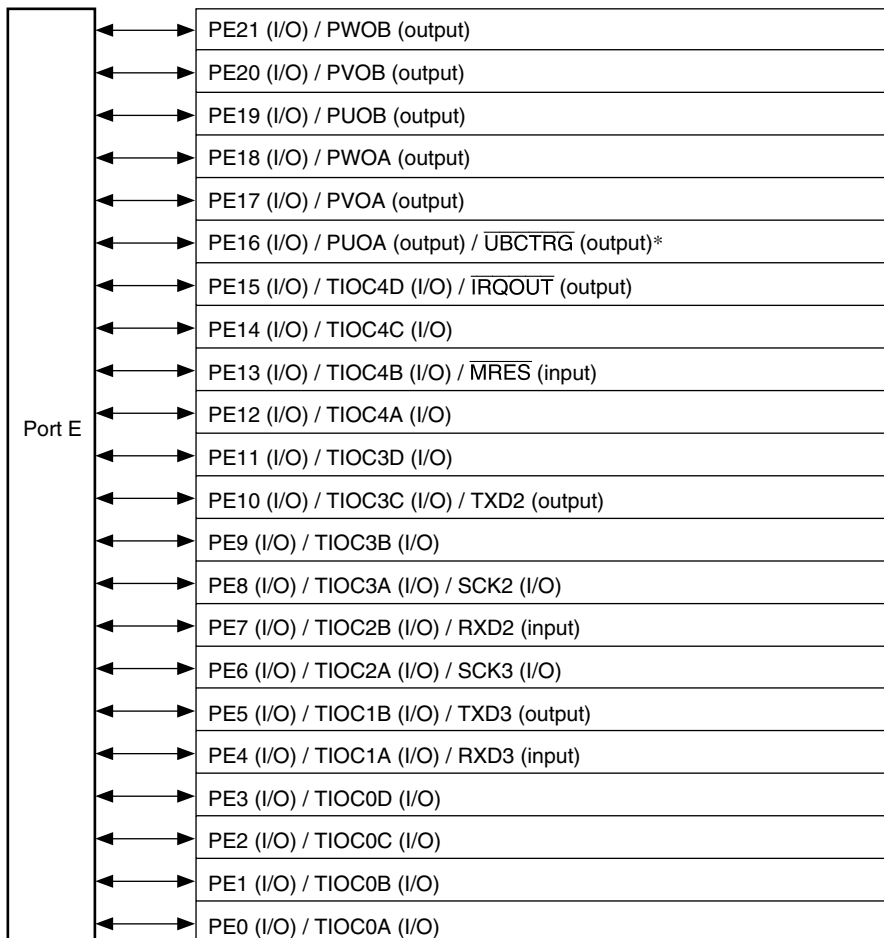 PE21 (I/O) / PWOB (output)
PE20 (I/O) / PVOB (output)
PE19 (I/O) / PUOB (output)
PE18 (I/O) / PWOA (output)
PE17 (I/O) / PVOA (output)
PE16 (I/O) / PUOA (output) / U̅B̅C̅T̅R̅G̅ (output)*
PE15 (I/O) / TIOC4D (I/O) / I̅R̅Q̅O̅U̅T̅ (output)
PE14 (I/O) / TIOC4C (I/O)
PE13 (I/O) / TIOC4B (I/O) / M̅R̅E̅S̅ (input)
PE12 (I/O) / TIOC4A (I/O)
Port E
PE11 (I/O) / TIOC3D (I/O)
PE10 (I/O) / TIOC3C (I/O) / TXD2 (output)
PE9 (I/O) / TIOC3B (I/O)
PE8 (I/O) / TIOC3A (I/O) / SCK2 (I/O)
PE7 (I/O) / TIOC2B (I/O) / RXD2 (input)
PE6 (I/O) / TIOC2A (I/O) / SCK3 (I/O)
PE5 (I/O) / TIOC1B (I/O) / TXD3 (output)
PE4 (I/O) / TIOC1A (I/O) / RXD3 (input)
PE3 (I/O) / TIOC0D (I/O)
PE2 (I/O) / TIOC0C (I/O)
PE1 (I/O) / TIOC0B (I/O)
PE0 (I/O) / TIOC0A (I/O)